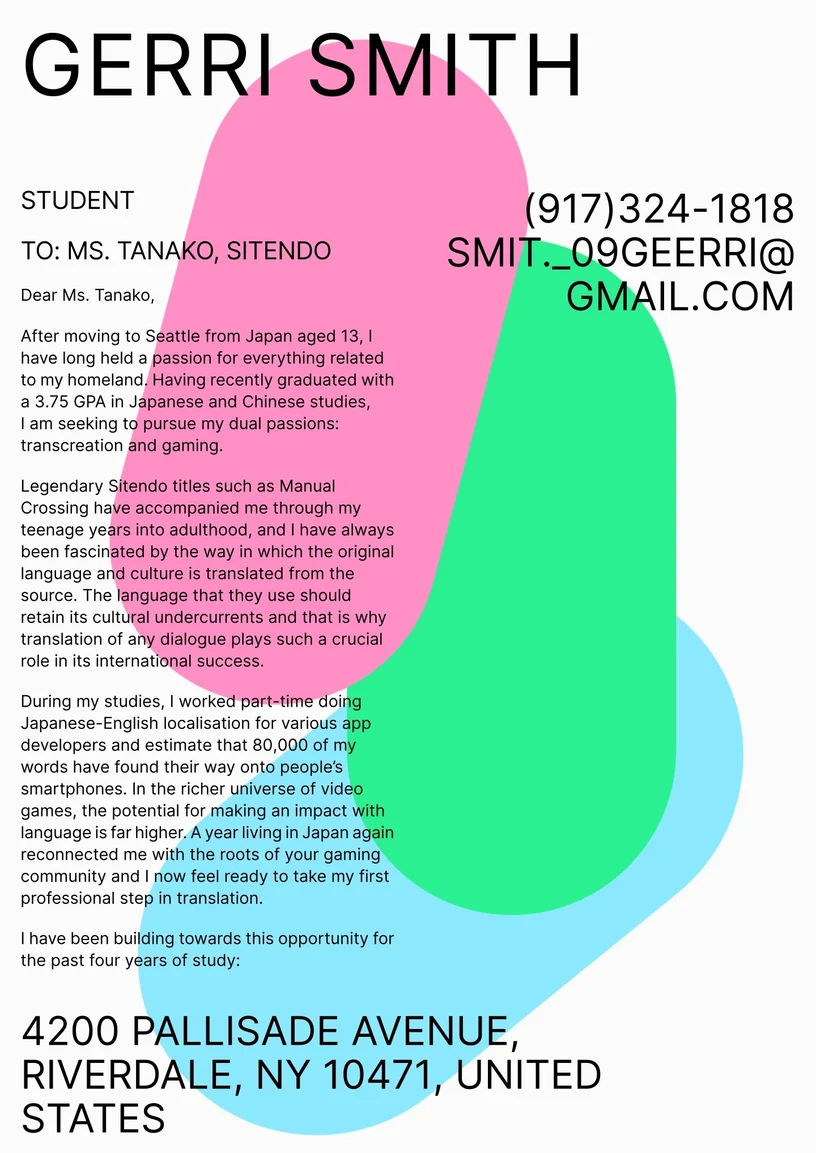 GERRI SMITH
STUDENT
(917)324-1818
SMIT._09GEERRI@
GMAIL.COM
TO: MS. TANAKO, SITENDO
Dear Ms. Tanako,
After moving to Seattle from Japan aged 13, I
have long held a passion for everything related
to my homeland. Having recently graduated with
a 3.75 GPA in Japanese and Chinese studies,
I am seeking to pursue my dual passions:
transcreation and gaming.
Legendary Sitendo titles such as Manual
Crossing have accompanied me through my
teenage years into adulthood, and I have always
been fascinated by the way in which the original
language and culture is translated from the
source. The language that they use should
retain its cultural undercurrents and that is why
translation of any dialogue plays such a crucial
role in its international success.
During my studies, I worked part-time doing
Japanese-English localisation for various app
developers and estimate that 80,000 of my
words have found their way onto people’s
smartphones. In the richer universe of video
games, the potential for making an impact with
language is far higher. A year living in Japan again
reconnected me with the roots of your gaming
community and I now feel ready to take my first
professional step in translation.
I have been building towards this opportunity for
the past four years of study:
4200 PALLISADE AVENUE,
RIVERDALE, NY 10471, UNITED
STATES